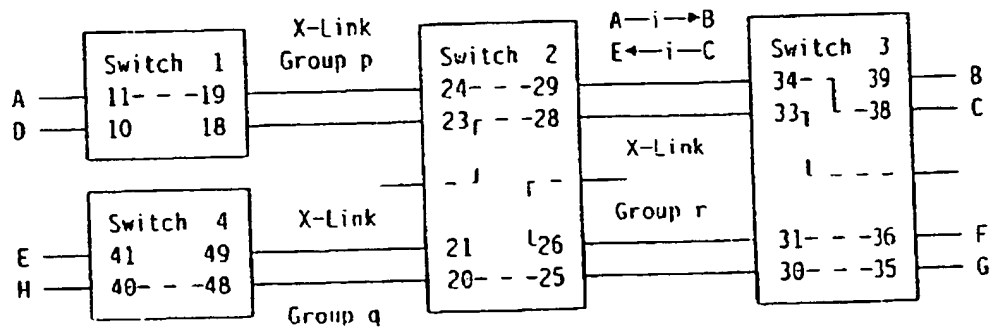 A—i—►B
X-Link
E◄—i—C
Switch 1
Group p
Switch 2
Switch 3
A
11- - -19
24- - -29
34-
39
B
D
10
18
23
- -28
33
-38
C
X-Link
Switch 4
X-Link
Group r
E
41
49
21
26
31- - -36
F
H
40- - -48
20- - -25
30- - -35
G
Group q